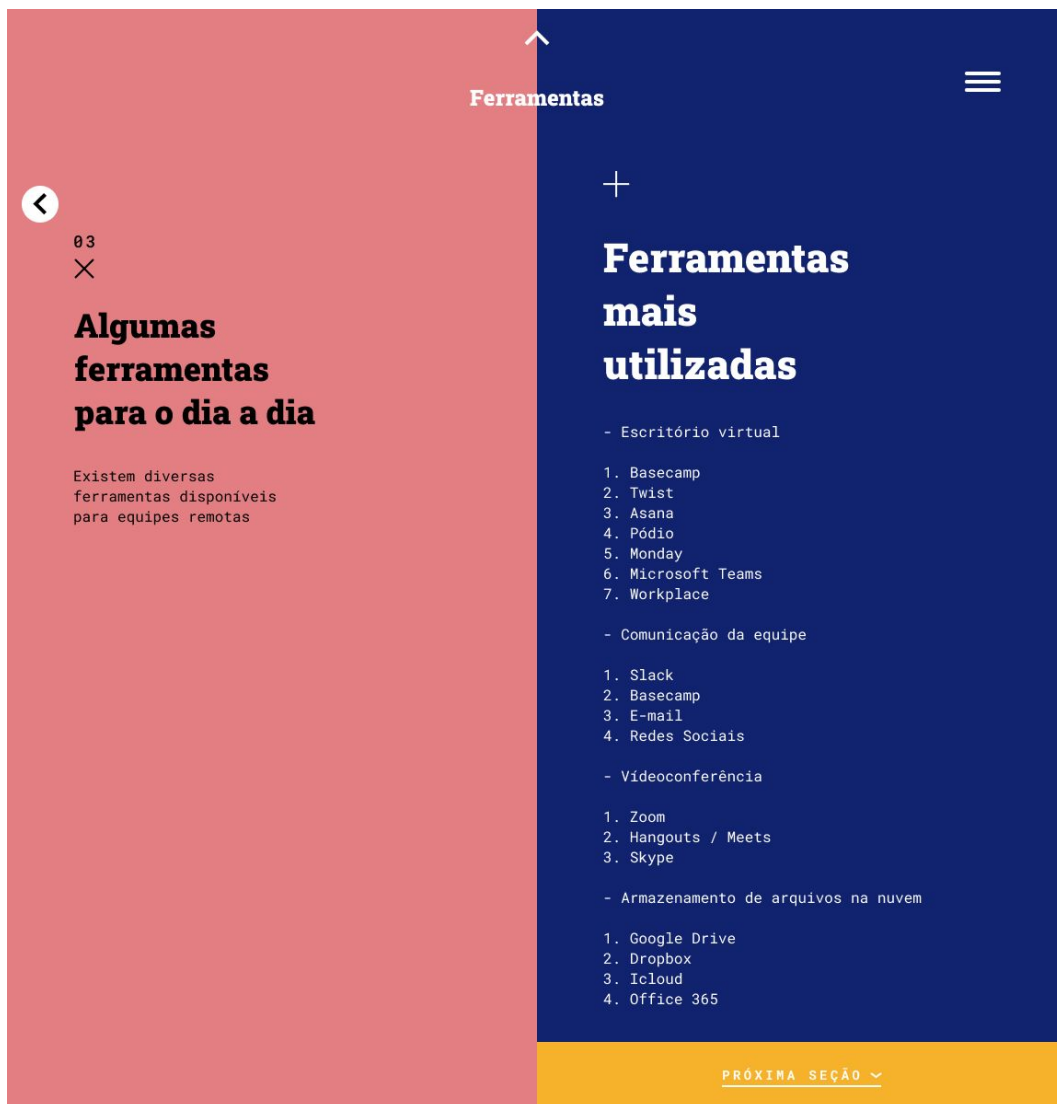 Ferramentas
03
Algumas
ferramentas
para o dia a dia
Existem diversas
ferramentas disponíveis
para equipes remotas
Ferramentas
mais
utilizadas
- Escritório virtual
1. Basecamp
2. Twist
3. Asana
4. Pódio
5. Monday
6. Microsoft Teams
7. Workplace
- Comunicação da equipe
1. Slack
2. Basecamp
3. E-mail
4. Redes Sociais
- Vídeoconferência
1. Zoom
2. Hangouts / Meets
3. Skype
- Armazenamento de arquivos na nuvem
1. Google Drive
2. Dropbox
3. Icloud
4. Office 365
PRÓXIMA SEÇÃO